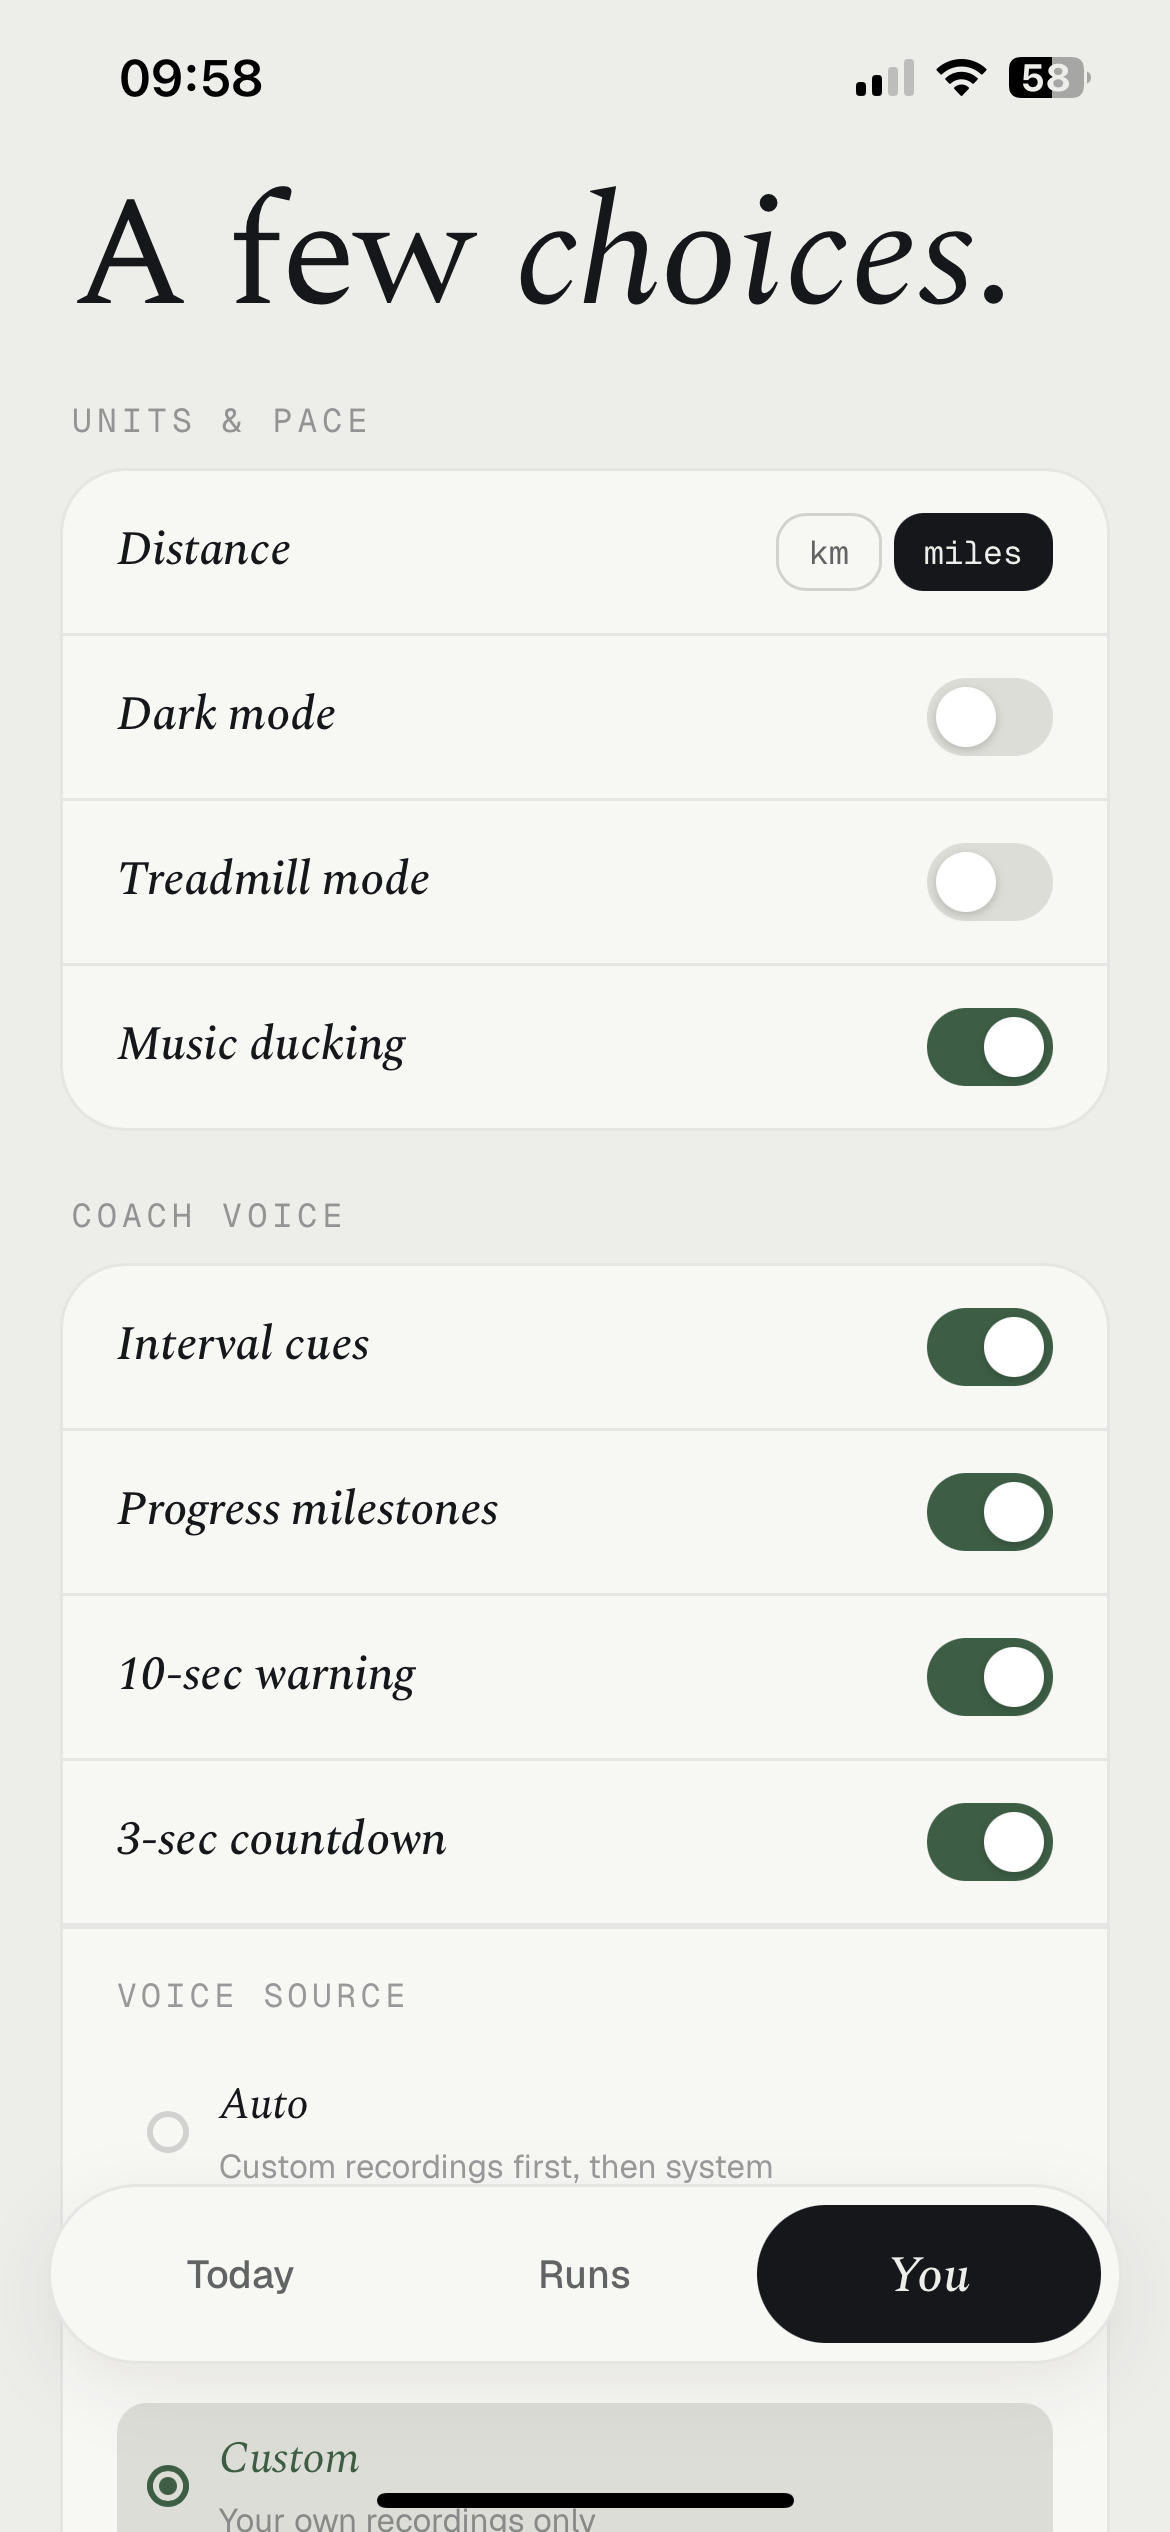 09:58
58
A few choices.
UNITS & PACE
Distance
km
miles
Dark mode
Treadmill mode
Music ducking
COACH VOICE
Interval cues
Progress milestones
10-sec warning
3-sec countdown
VOICE SOURCE
Auto
Custom recordings first, then system
Today
Runs
You
Custom
Your own recordings only